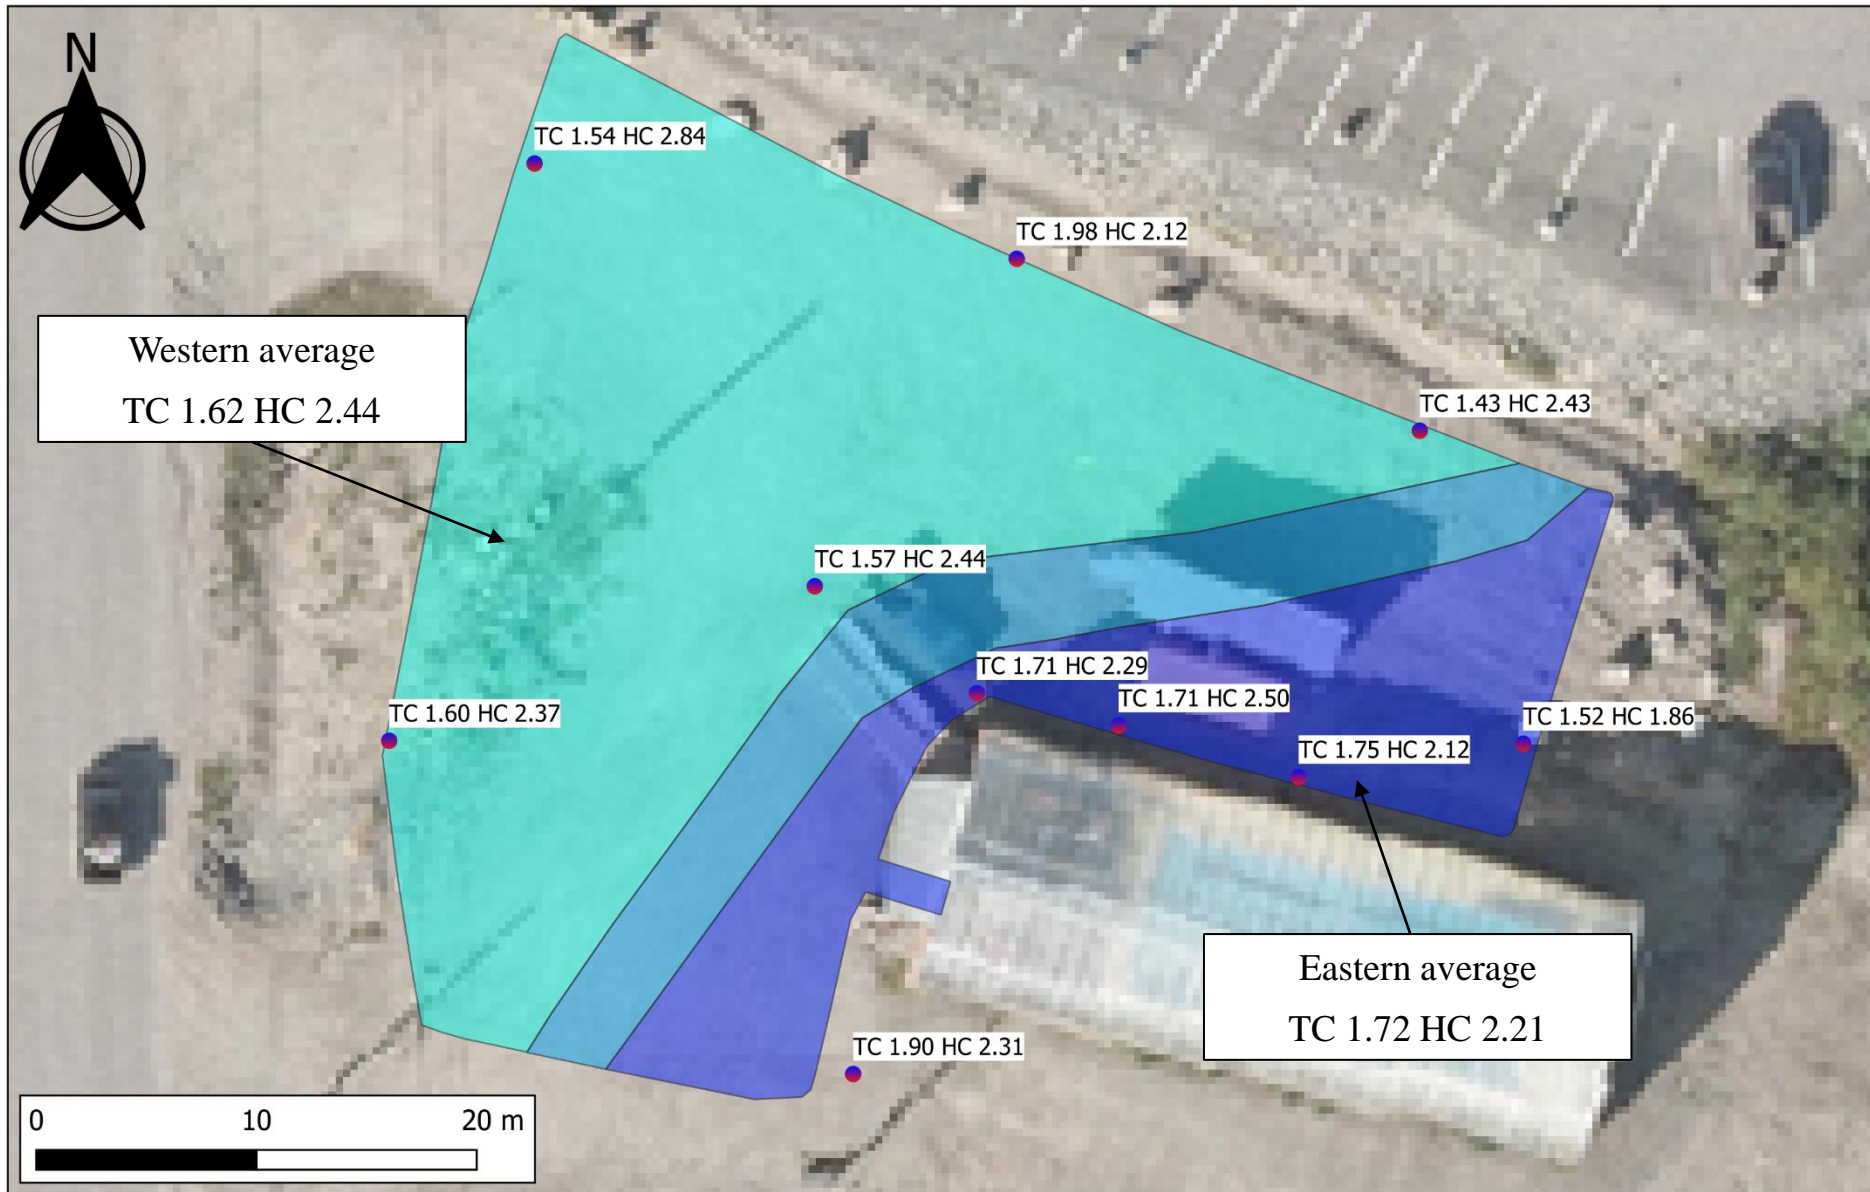 N
TC 1.54 HC 2.84
TC 1.98 HC 2.12
Western average
TC 1.62 HC 2.44
TC 1.43 HC 2.43
TC 1.57 HC 2.44
TC 1.71 HC 2.29
TC 1.71 HC 2.50
TC 1.60 HC 2.37
TC 1.52 HC 1.86
TC 1.75 HC 2.12
Eastern average
TC 1.72 HC 2.21
TC 1.90 HC 2.31
0 10 20 m